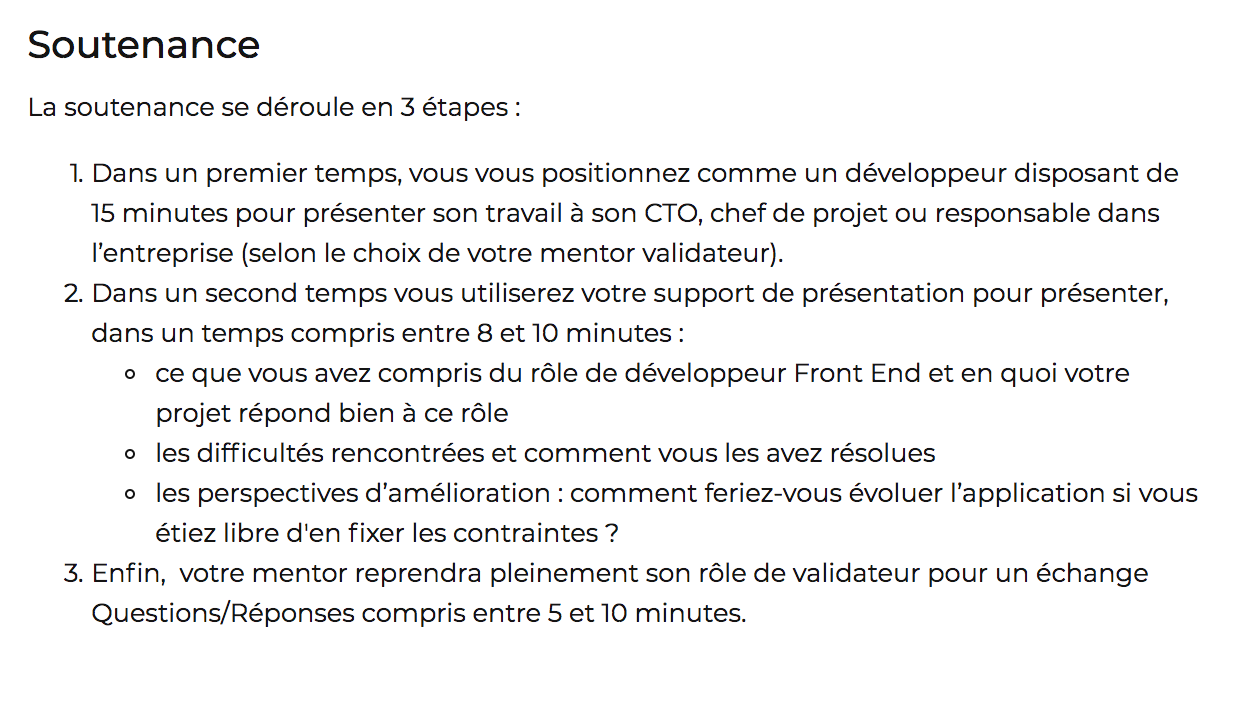 Soutenance
La soutenance se déroule en 3 étapes :
1. Dans un premier temps, vous vous positionnez comme un développeur disposant de
15 minutes pour présenter son travail à son CTO, chef de projet ou responsable dans
l’entreprise (selon le choix de votre mentor validateur).
2. Dans un second temps vous utiliserez votre support de présentation pour présenter,
dans un temps compris entre 8 et 10 minutes :
◦ ce que vous avez compris du rôle de développeur Front End et en quoi votre
projet répond bien à ce rôle
◦ les difficultés rencontrées et comment vous les avez résolues
◦ les perspectives d’amélioration : comment feriez-vous évoluer l’application si vous
étiez libre d'en fixer les contraintes ?
3. Enfin,  votre mentor reprendra pleinement son rôle de validateur pour un échange
Questions/Réponses compris entre 5 et 10 minutes.